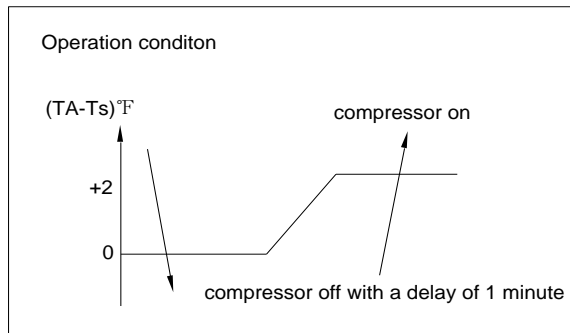 Operation conditon
(TA-Ts)℉
compressor on
+2
0
compressor off with a delay of 1 minute